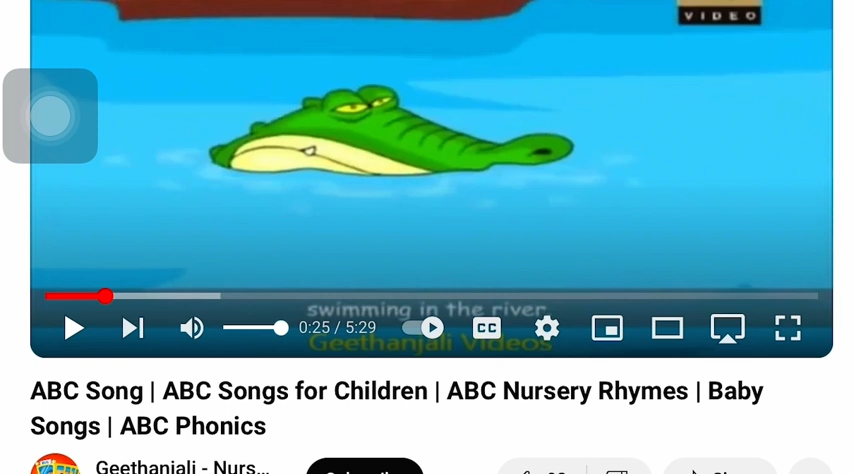 VIDEO
swimming in the river
0:25 / 5:29
CC
Geethanjali Videos
ABC Song | ABC Songs for Children | ABC Nursery Rhymes | Baby
Songs | ABC Phonics
Geethanjali - Nurs...